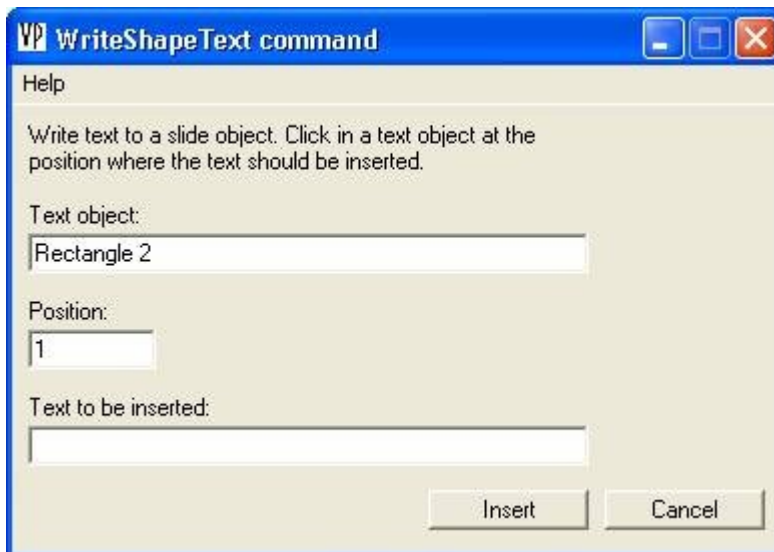 VP WriteShapeText command
Help
Write text to a slide object. Click in a text object at the
position where the text should be inserted.
Text object:
Rectangle 2
Position:
1
Text to be inserted:
Insert Cancel